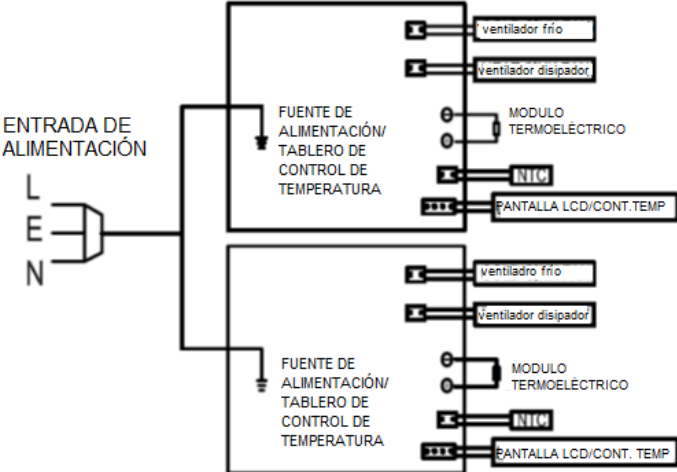 ENTRADA DE
ALIMENTACIÓN
L
E
N
FUENTE DE
ALIMENTACIÓN/
TABLERO DE
CONTROL DE
TEMPERATURA
ventilador frío
ventilador disipador
MODULO
TERMOELÉCTRICO
NTC
PANTALLA LCD/CONT.TEMP
FUENTE DE
ALIMENTACIÓN/
TABLERO DE
CONTROL DE
TEMPERATURA
ventiladro frio
ventilador disipador
MODULO
TERMOELÉCTRICO
NTC
PANTALLA LCD/CONT. TEMP